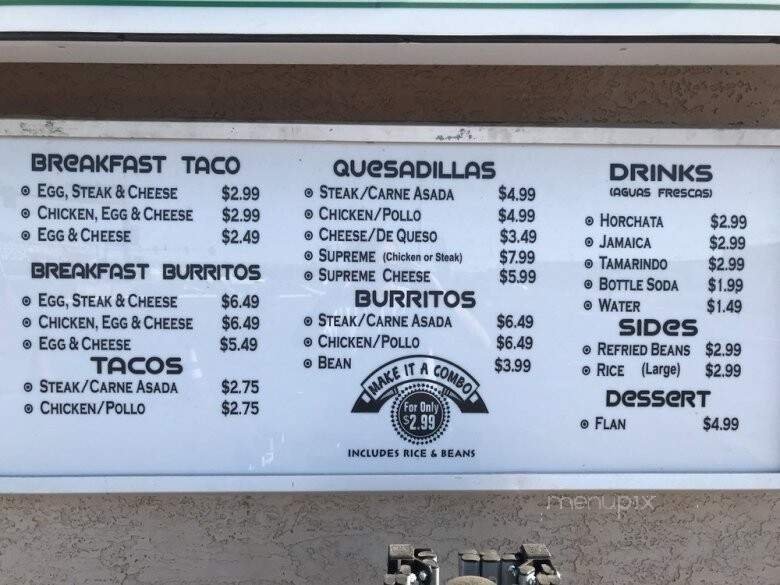 BREAKFAST TACO
EGG, STEAK & CHEESE $2.99
CHICKEN, EGG & CHEESE $2.99
EGG & CHEESE $2.49
BREAKFAST BURRITOS
EGG, STEAK & CHEESE $6.49
CHICKEN, EGG & CHEESE $6.49
EGG & CHEESE $5.49
TACOS
STEAK/CARNE ASADA $2.75
CHICKEN/POLLO $2.75
QUESADILLAS
STEAK/CARNE ASADA $4.99
CHICKEN/POLLO $4.99
CHEESE/DE QUESO $3.49
SUPREME (Chicken or Steak) $7.99
SUPREME CHEESE $5.99
BURRITOS
STEAK/CARNE ASADA $6.49
CHICKEN/POLLO $6.49
BEAN $3.99
MAKE IT A COMBO
For Only
$2.99
INCLUDES RICE & BEANS
DRINKS
(AGUAS FRESCAS)
HORCHATA $2.99
JAMAICA $2.99
TAMARINDO $2.99
BOTTLE SODA $1.99
WATER $1.49
SIDES
REFRIED BEANS $2.99
RICE (Large) $2.99
DESSERT
FLAN $4.99
menupix